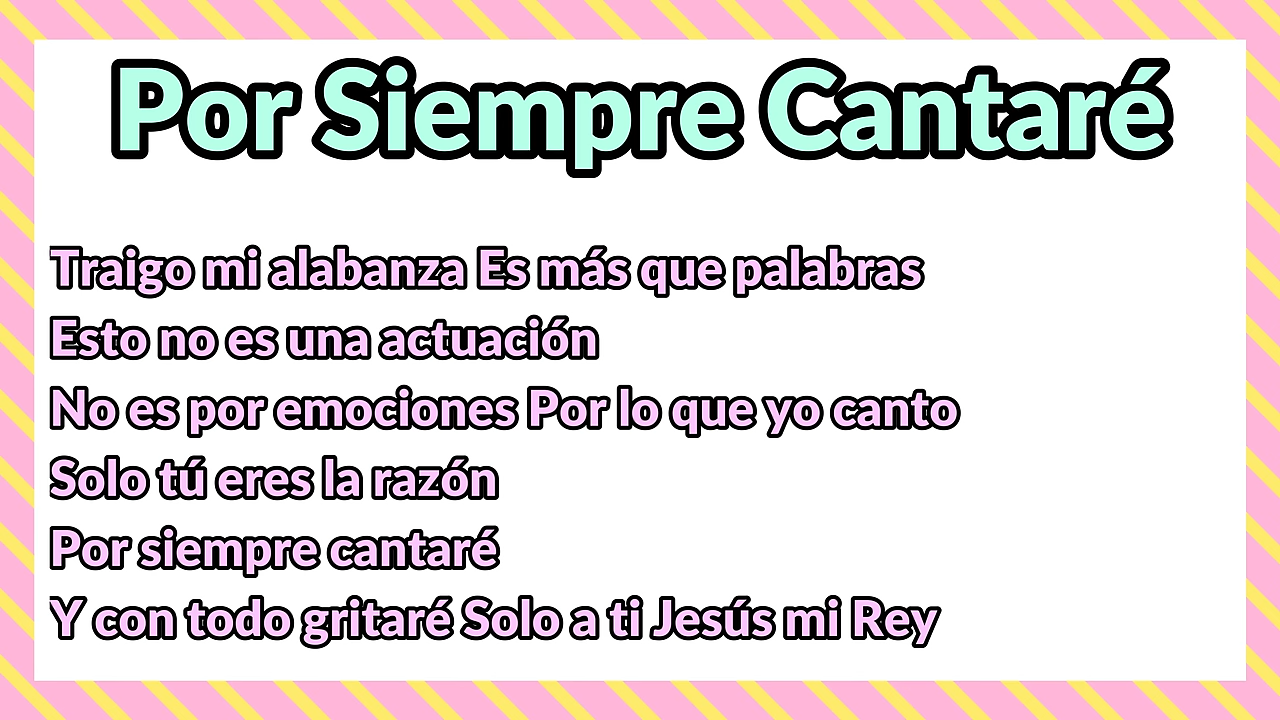 Por Siempre Cantaré
Traigo mi alabanza Es más que palabras
Esto no es una actuación
No es por emociones Por lo que yo canto
Solo tú eres la razón
Por siempre cantaré
Y con todo gritaré Solo a ti Jesús mi Rey